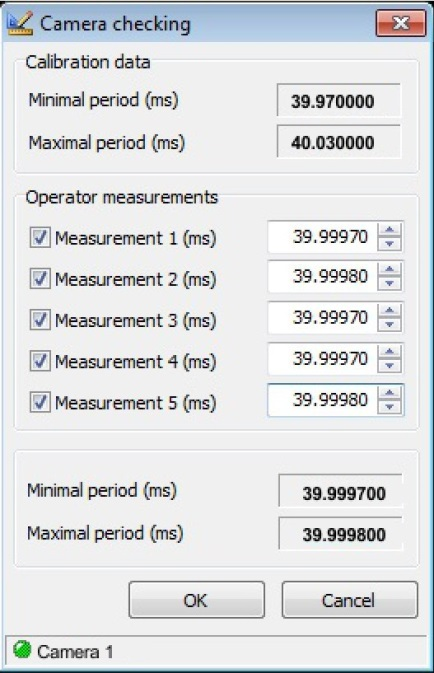 Camera checking
Calibration data
Minimal period (ms) 39.970000
Maximal period (ms) 40.030000
Operator measurements
Measurement 1 (ms) 39.99970
Measurement 2 (ms) 39.99980
Measurement 3 (ms) 39.99970
Measurement 4 (ms) 39.99970
Measurement 5 (ms) 39.99980
Minimal period (ms) 39.999700
Maximal period (ms) 39.999800
OK Cancel
Camera 1